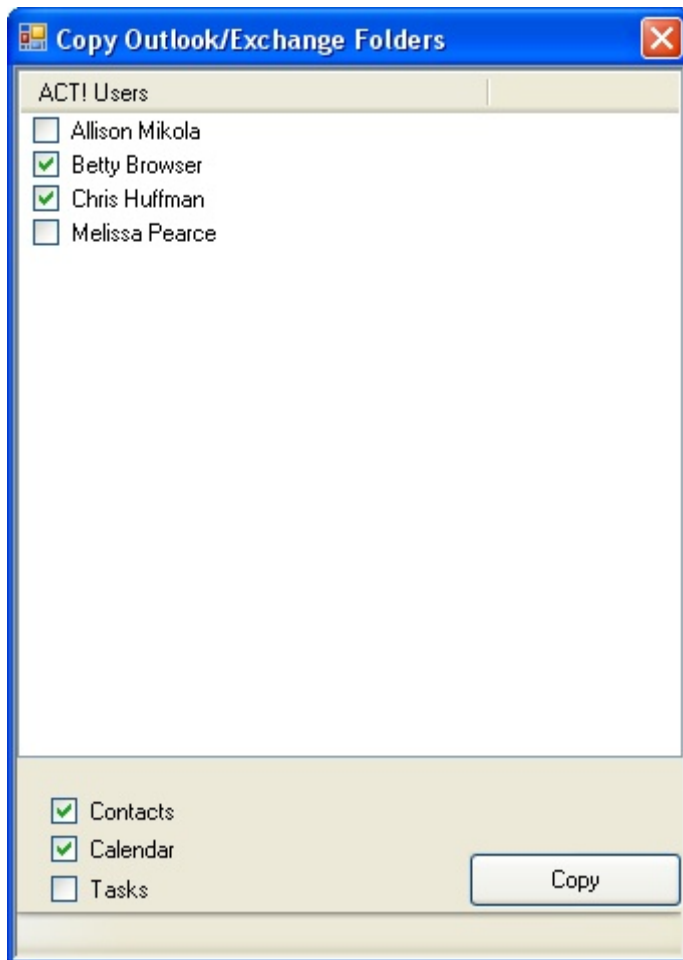 Copy Outlook/Exchange Folders
ACT! Users
Allison Mikola
Betty Browser
Chris Huffman
Melissa Pearce
Contacts
Calendar
Tasks
Copy